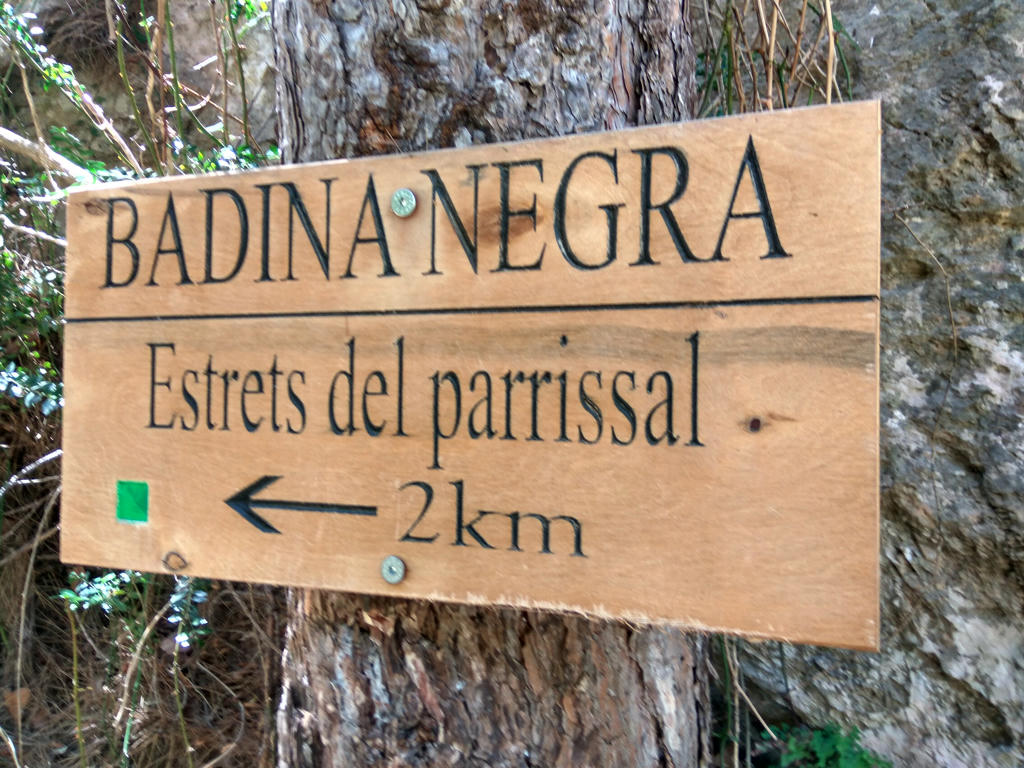 BADINA NEGRA
Estrets del parrissal
2km